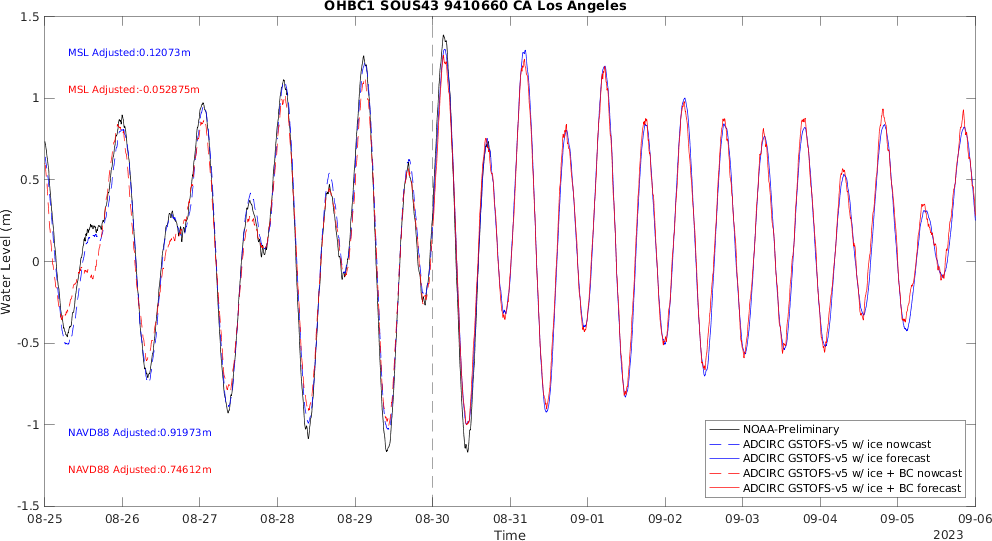 OHBC1 SOUS43 9410660 CA Los Angeles
1.5
1
0.5
0
-0.5
-1
-1.5
Water Level (m)
MSL Adjusted:0.12073m
MSL Adjusted:-0.052875m
NAVD88 Adjusted:0.91973m
NAVD88 Adjusted:0.74612m
NOAA-Preliminary
ADCIRC GSTOFS-v5 w/ ice nowcast
ADCIRC GSTOFS-v5 w/ ice forecast
ADCIRC GSTOFS-v5 w/ ice + BC nowcast
ADCIRC GSTOFS-v5 w/ ice + BC forecast
08-25 08-26 08-27 08-28 08-29 08-30 08-31 09-01 09-02 09-03 09-04 09-05 09-06
Time
2023